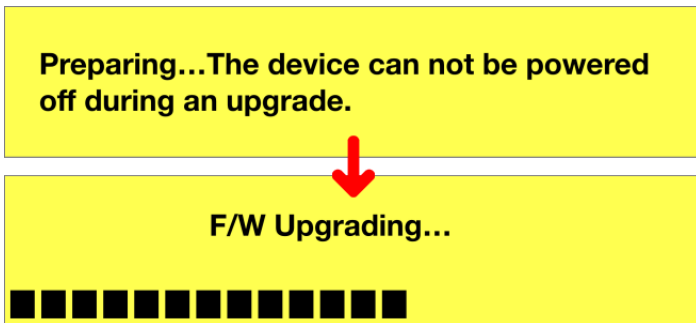 Preparing...The device can not be powered
off during an upgrade.
F/W Upgrading...